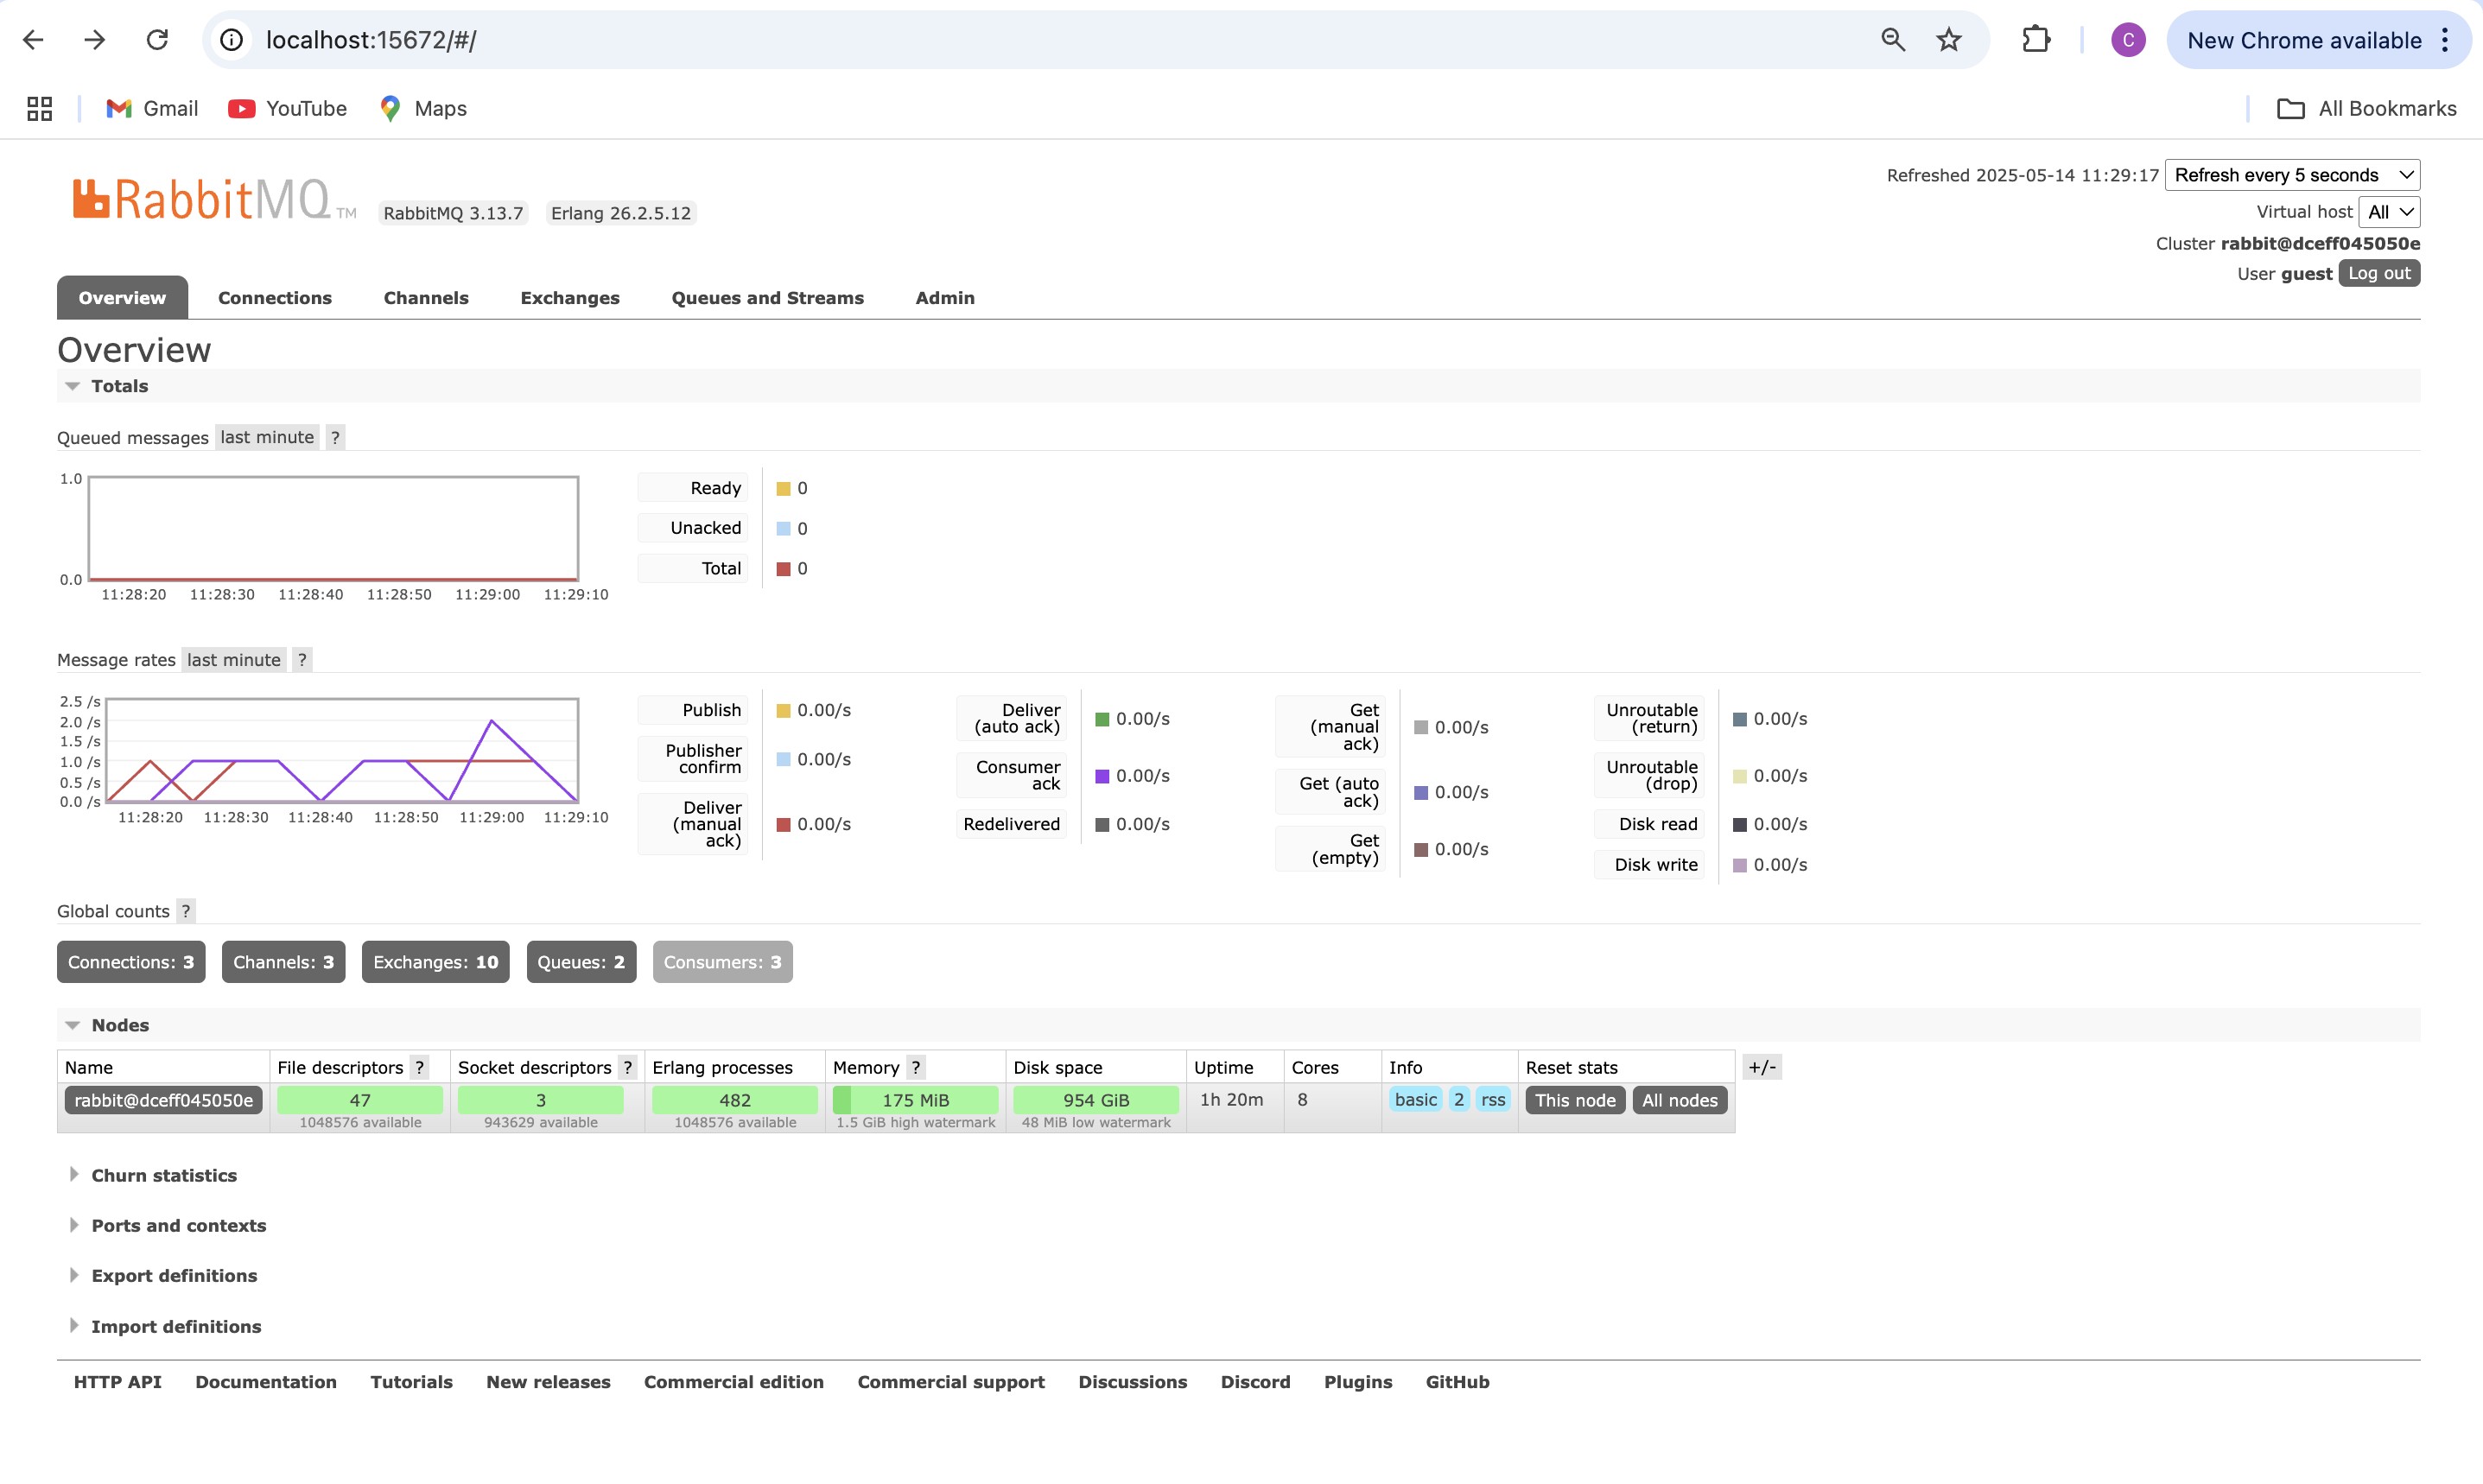 localhost:15672/#/
C
New Chrome available
Gmail
YouTube
Maps
All Bookmarks
RabbitMQ TM
RabbitMQ 3.13.7
Erlang 26.2.5.12
Refreshed 2025-05-14 11:29:17
Refresh every 5 seconds
Virtual host
All
Cluster rabbit@dceff045050e
User guest
Log out
Overview
Connections
Channels
Exchanges
Queues and Streams
Admin
Overview
Totals
Queued messages last minute ?
1.0
0.0
11:28:20 11:28:30 11:28:40 11:28:50 11:29:00 11:29:10
Ready 0
Unacked 0
Total 0
Message rates last minute ?
2.5 /s
2.0 /s
1.5 /s
1.0 /s
0.5 /s
0.0 /s
11:28:20 11:28:30 11:28:40 11:28:50 11:29:00 11:29:10
Publish 0.00/s
Publisher
confirm 0.00/s
Deliver
(manual 0.00/s
ack)
Deliver
(auto ack) 0.00/s
Consumer
ack 0.00/s
Redelivered 0.00/s
Get
(manual 0.00/s
ack)
Get (auto
ack) 0.00/s
Get
(empty) 0.00/s
Unroutable
(return) 0.00/s
Unroutable
(drop) 0.00/s
Disk read 0.00/s
Disk write 0.00/s
Global counts ?
Connections: 3
Channels: 3
Exchanges: 10
Queues: 2
Consumers: 3
Nodes
Name File descriptors ? Socket descriptors ? Erlang processes Memory ? Disk space Uptime Cores Info Reset stats +/-
rabbit@dceff045050e 47 3 482 175 MiB 954 GiB 1h 20m 8 basic 2 rss This node All nodes
1048576 available 943629 available 1048576 available 1.5 GiB high watermark 48 MiB low watermark
Churn statistics
Ports and contexts
Export definitions
Import definitions
HTTP API Documentation Tutorials New releases Commercial edition Commercial support Discussions Discord Plugins GitHub